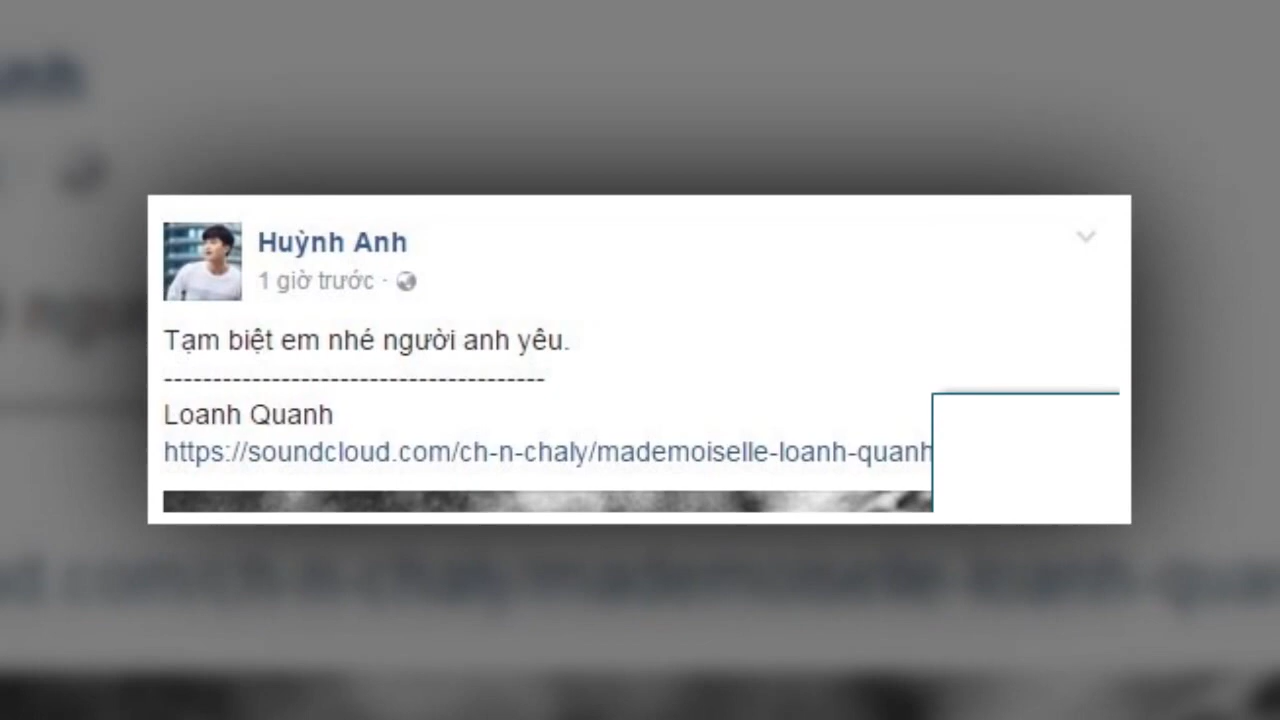 Huỳnh Anh
1 giờ trước ·
Tạm biệt em nhé người anh yêu.
---------------------------------------
Loanh Quanh
https://soundcloud.com/ch-n-chaly/mademoiselle-loanh-quanh